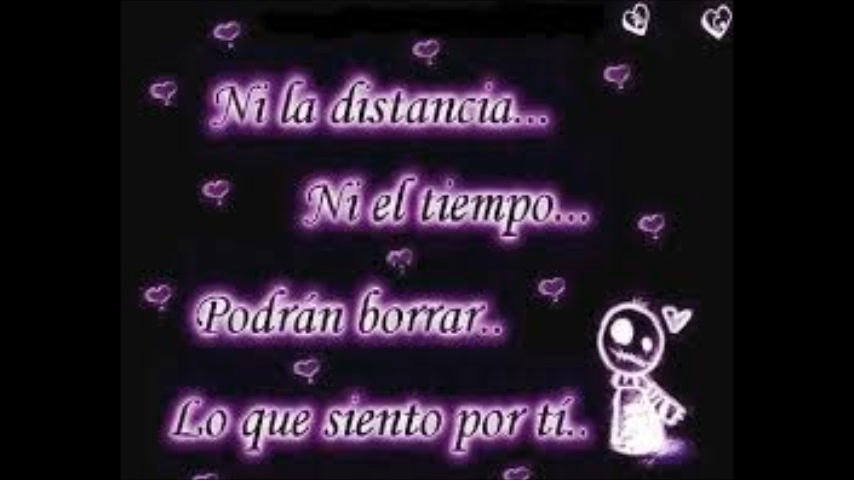 Ni la distancia...
Ni el tiempo...
Podrán borrar..
Lo que siento por tí..